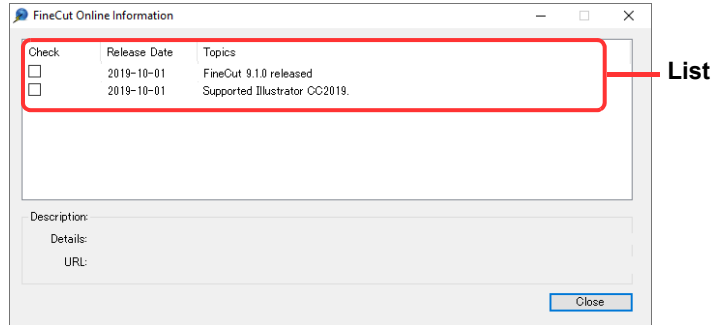 FineCut Online Information
Check Release Date Topics
2019-10-01 FineCut 9.1.0 released
2019-10-01 Supported Illustrator CC2019.
List
Description:
Details:
URL:
Close